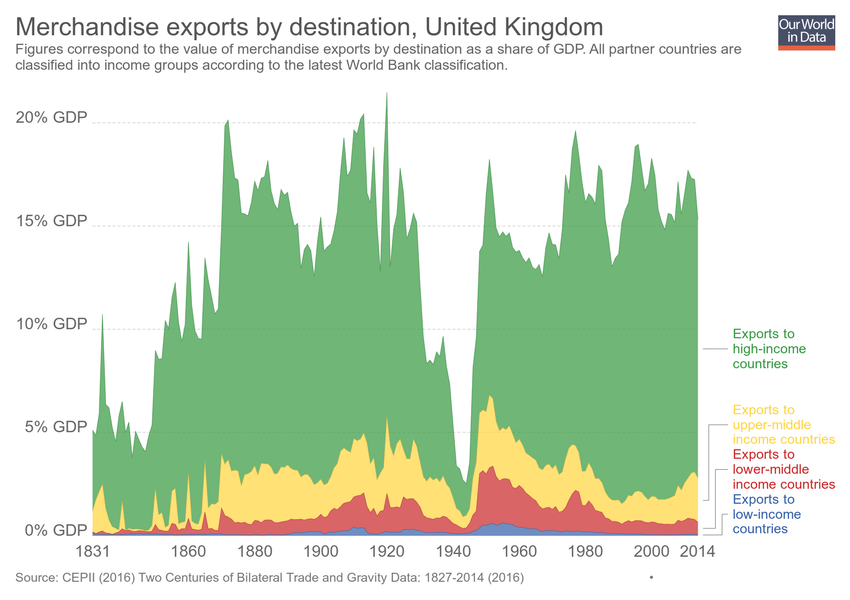 Merchandise exports by destination, United Kingdom
Our World
in Data
Figures correspond to the value of merchandise exports by destination as a share of GDP. All partner countries are
classified into income groups according to the latest World Bank classification.
20% GDP
15% GDP
10% GDP
5% GDP
0% GDP
Exports to
high-income
countries
Exports to
upper-middle
income countries
Exports to
lower-middle
income countries
Exports to
low-income
countries
1831 1860 1880 1900 1920 1940 1960 1980 2000 2014
Source: CEPII (2016) Two Centuries of Bilateral Trade and Gravity Data: 1827-2014 (2016) •